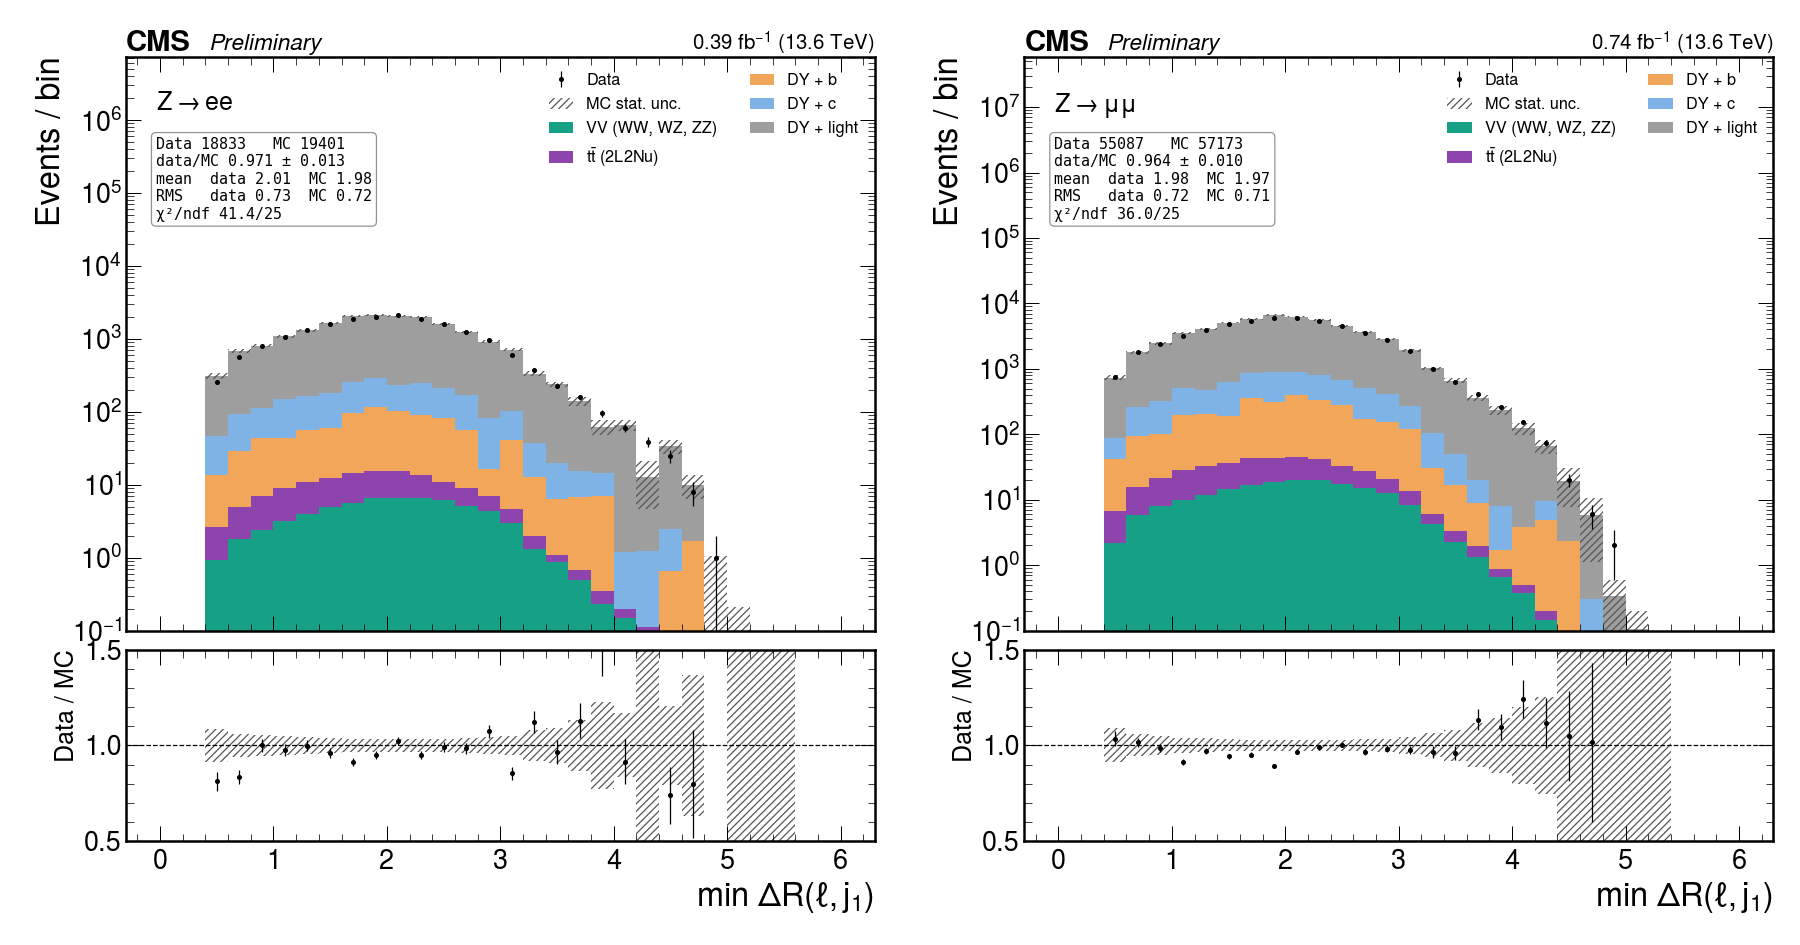 CMS Preliminary 0.39 fb⁻¹ (13.6 TeV)
Events / bin
Z → ee
Data 18833 MC 19401
data/MC 0.971 ± 0.013
mean data 2.01 MC 1.98
RMS data 0.73 MC 0.72
χ²/ndf 41.4/25
Data
MC stat. unc.
VV (WW, WZ, ZZ)
tt̄ (2L2Nu)
DY + b
DY + c
DY + light
10⁶
10⁵
10⁴
10³
10²
10¹
10⁰
10⁻¹
Data / MC
1.5
1.0
0.5
0 1 2 3 4 5 6
min ΔR(ℓ, j₁)
CMS Preliminary 0.74 fb⁻¹ (13.6 TeV)
Events / bin
Z → μμ
Data 55087 MC 57173
data/MC 0.964 ± 0.010
mean data 1.98 MC 1.97
RMS data 0.72 MC 0.71
χ²/ndf 36.0/25
Data
MC stat. unc.
VV (WW, WZ, ZZ)
tt̄ (2L2Nu)
DY + b
DY + c
DY + light
10⁷
10⁶
10⁵
10⁴
10³
10²
10¹
10⁰
10⁻¹
Data / MC
1.5
1.0
0.5
0 1 2 3 4 5 6
min ΔR(ℓ, j₁)